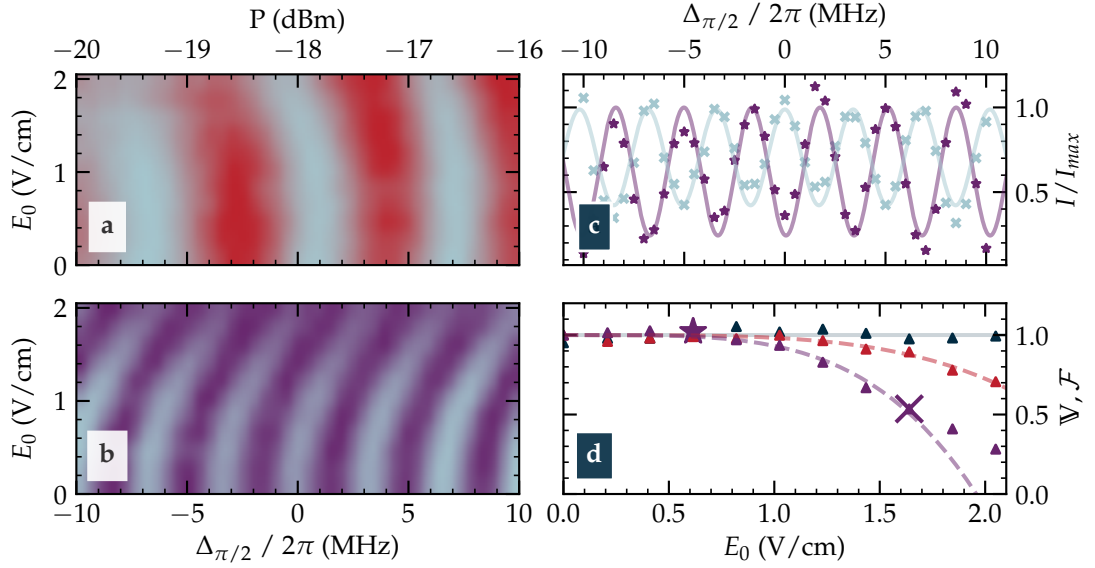 P (dBm)
−20 −19 −18 −17 −16
E₀ (V/cm)
2
1
0
a
Δπ/2 / 2π (MHz)
−10 −5 0 5 10
1.0
0.5
I / Imax
c
E₀ (V/cm)
2
1
0
b
−10 −5 0 5 10
Δπ/2 / 2π (MHz)
1.0
0.5
0.0
𝕍, ℱ
d
0.0 0.5 1.0 1.5 2.0
E₀ (V/cm)